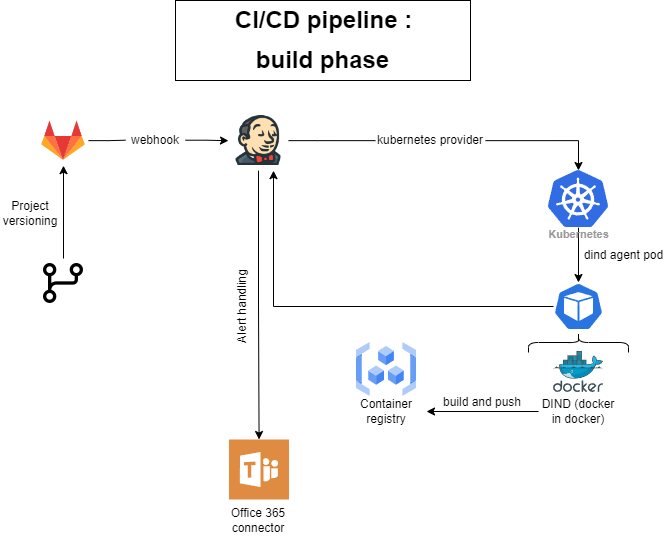 CI/CD pipeline :
build phase
webhook
kubernetes provider
Project
versioning
Kubernetes
dind agent pod
Alert handling
docker
Container
registry
build and push
DIND (docker
in docker)
T
Office 365
connector